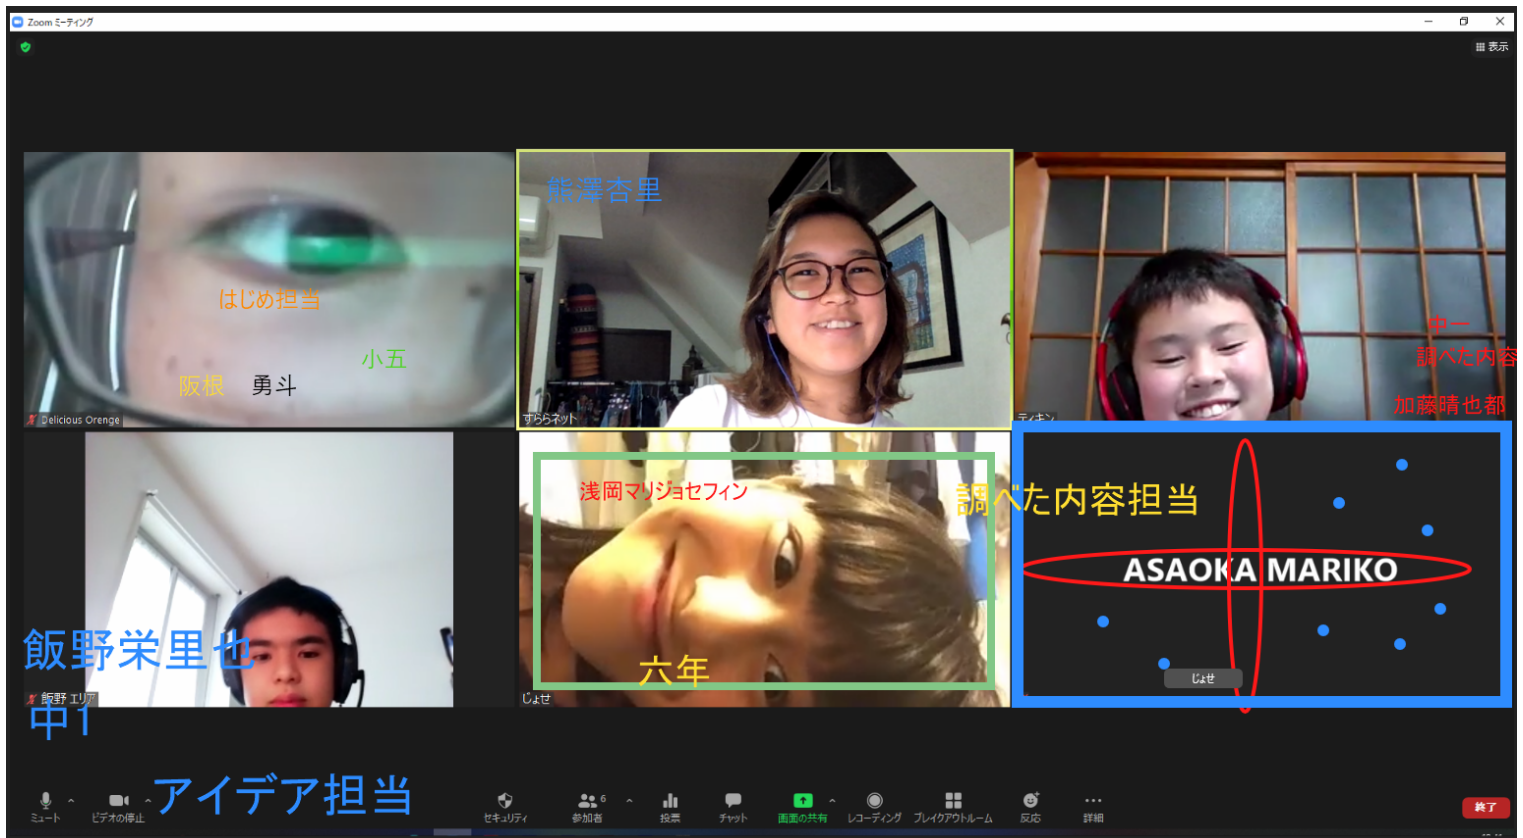 Zoom ミーティング
表示
はじめ担当
小五
阪根 勇斗
Delicious Orenge
熊澤杏里
すららネット
中一
調べた内容
加藤晴也都
ティキン
飯野栄里也
飯野 エリア
中1
アイデア担当
浅岡マリジョセフィン
六年
じょせ
調べた内容担当
ASAOKA MARIKO
じょせ
ミュート
ビデオの停止
セキュリティ
参加者
6
投票
チャット
画面の共有
レコーディング
ブレイクアウトルーム
反応
詳細
終了